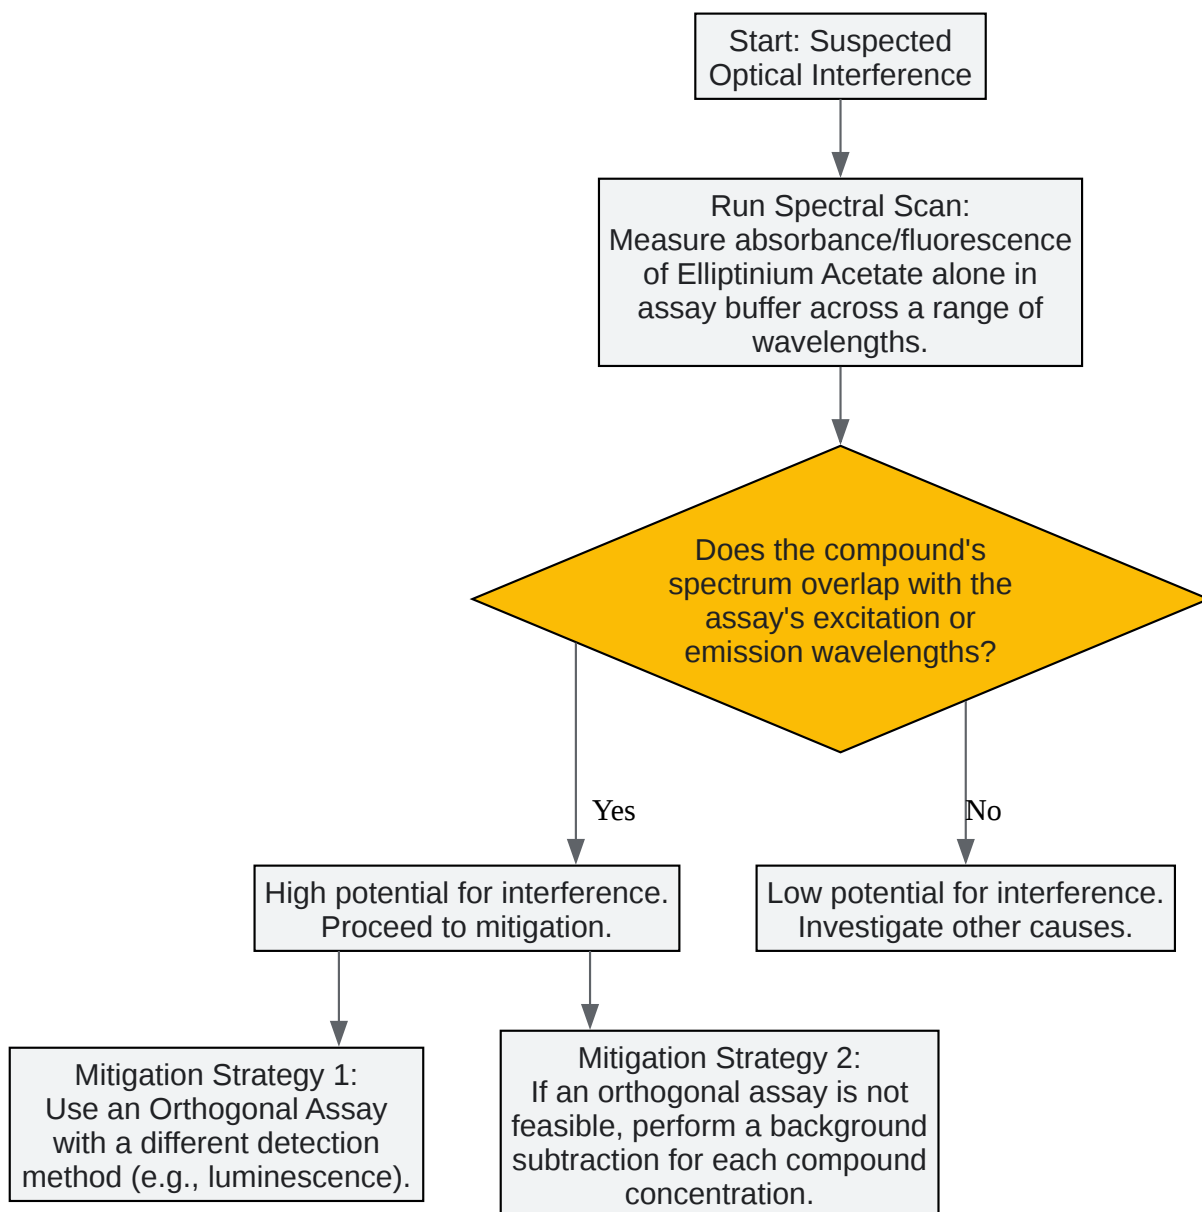 Start: Suspected
Optical Interference
Run Spectral Scan:
Measure absorbance/fluorescence
of Elliptinium Acetate alone in
assay buffer across a range of
wavelengths.
Does the compound's
spectrum overlap with the
assay's excitation or
emission wavelengths?
Yes
No
High potential for interference.
Proceed to mitigation.
Low potential for interference.
Investigate other causes.
Mitigation Strategy 1:
Use an Orthogonal Assay
with a different detection
method (e.g., luminescence).
Mitigation Strategy 2:
If an orthogonal assay is not
feasible, perform a background
subtraction for each compound
concentration.